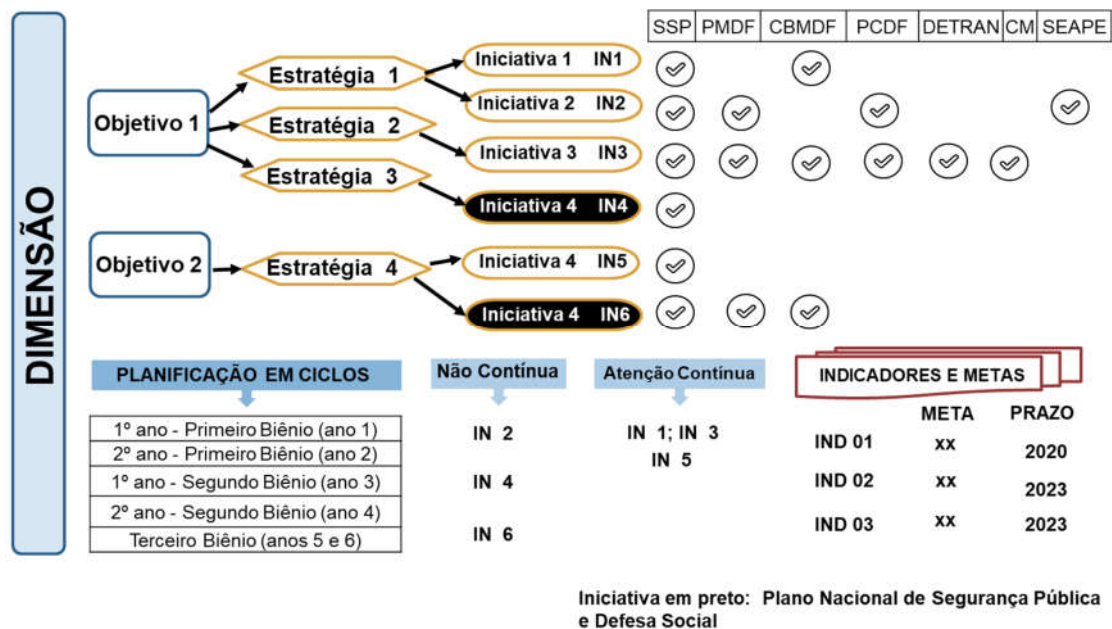 DIMENSÃO
SSP PMDF CBMDF PCDF DETRAN CM SEAPE
Objetivo 1
Estratégia 1
Estratégia 2
Estratégia 3
Iniciativa 1 IN1
Iniciativa 2 IN2
Iniciativa 3 IN3
Iniciativa 4 IN4
Objetivo 2
Estratégia 4
Iniciativa 4 IN5
Iniciativa 4 IN6
PLANIFICAÇÃO EM CICLOS
1º ano - Primeiro Biênio (ano 1)
2º ano - Primeiro Biênio (ano 2)
1º ano - Segundo Biênio (ano 3)
2º ano - Segundo Biênio (ano 4)
Terceiro Biênio (anos 5 e 6)
Não Contínua
IN 2
IN 4
IN 6
Atenção Contínua
IN 1; IN 3
IN 5
INDICADORES E METAS
META PRAZO
IND 01 xx 2020
IND 02 xx 2023
IND 03 xx 2023
Iniciativa em preto: Plano Nacional de Segurança Pública
e Defesa Social